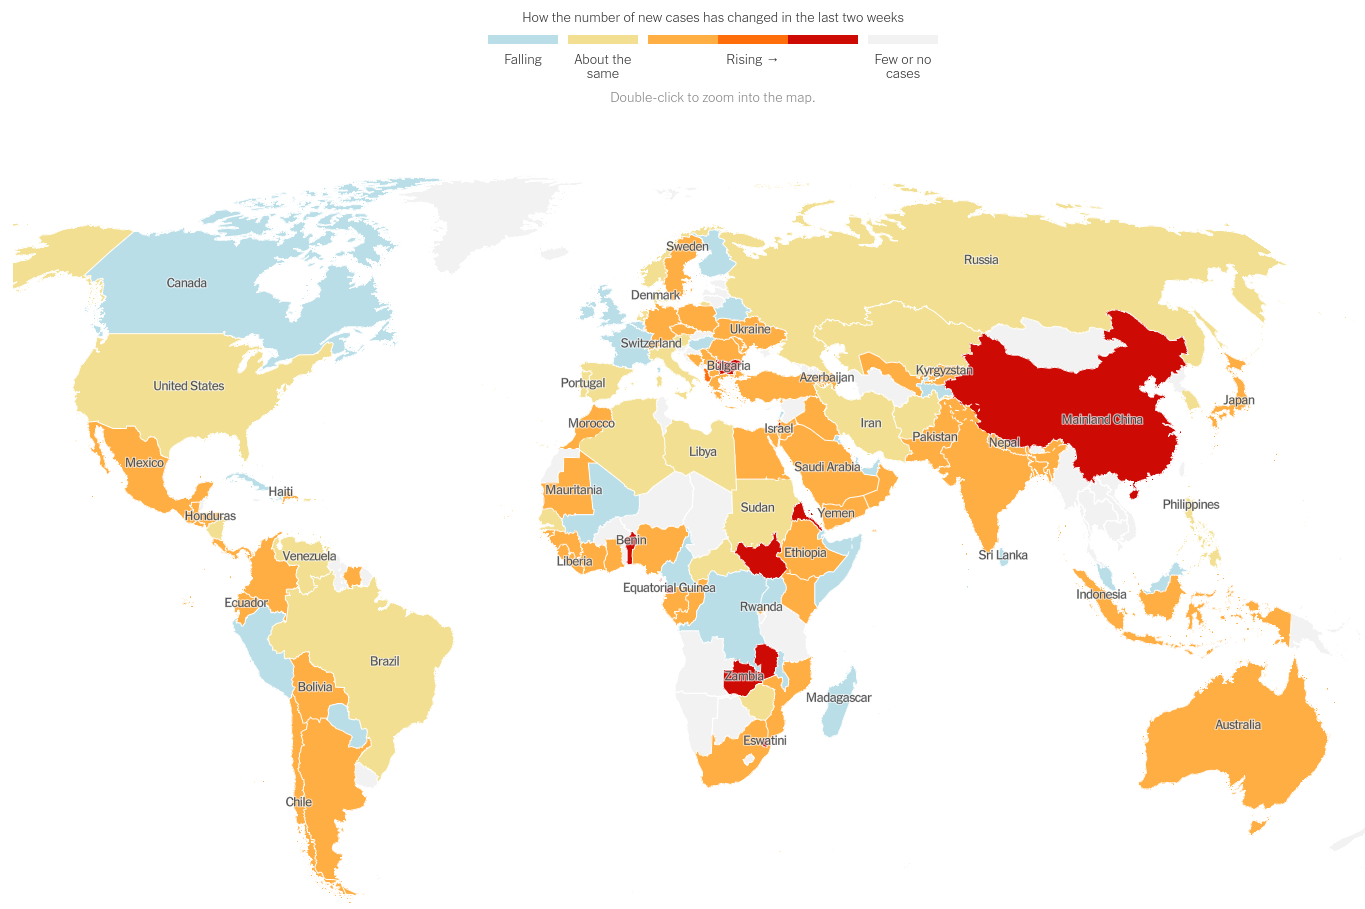 How the number of new cases has changed in the last two weeks
Falling
About the
same
Rising →
Few or no
cases
Double-click to zoom into the map.
Sweden
Russia
Canada
Denmark
Ukraine
Switzerland
Bulgaria
Kyrgyzstan
Azerbaijan
United States
Portugal
Japan
Morocco
Israel
Iran
Pakistan
Nepal
Mainland China
Mexico
Libya
Saudi Arabia
Haiti
Mauritania
Honduras
Sudan
Yemen
Philippines
Benin
Venezuela
Liberia
Ethiopia
Sri Lanka
Equatorial Guinea
Indonesia
Ecuador
Rwanda
Brazil
Zambia
Bolivia
Madagascar
Australia
Eswatini
Chile